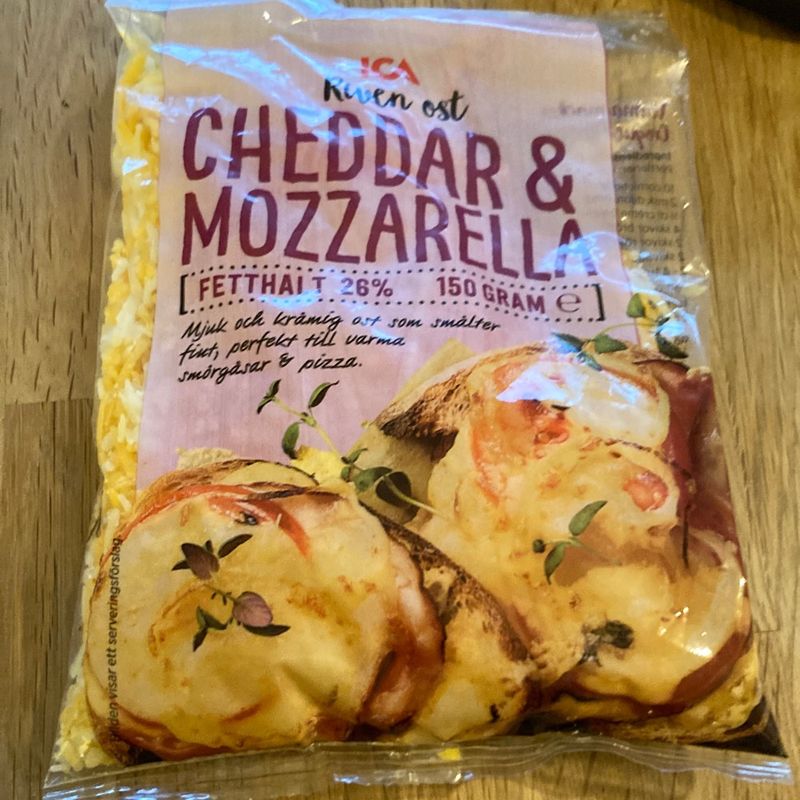 ICA
Riven ost
CHEDDAR &
MOZZARELLA
FETTHALT 26% 150 GRAM ℮
Mjuk och krämig ost som smälter
fint, perfekt till varma
smörgåsar & pizza.
visar ett serveringsförslag